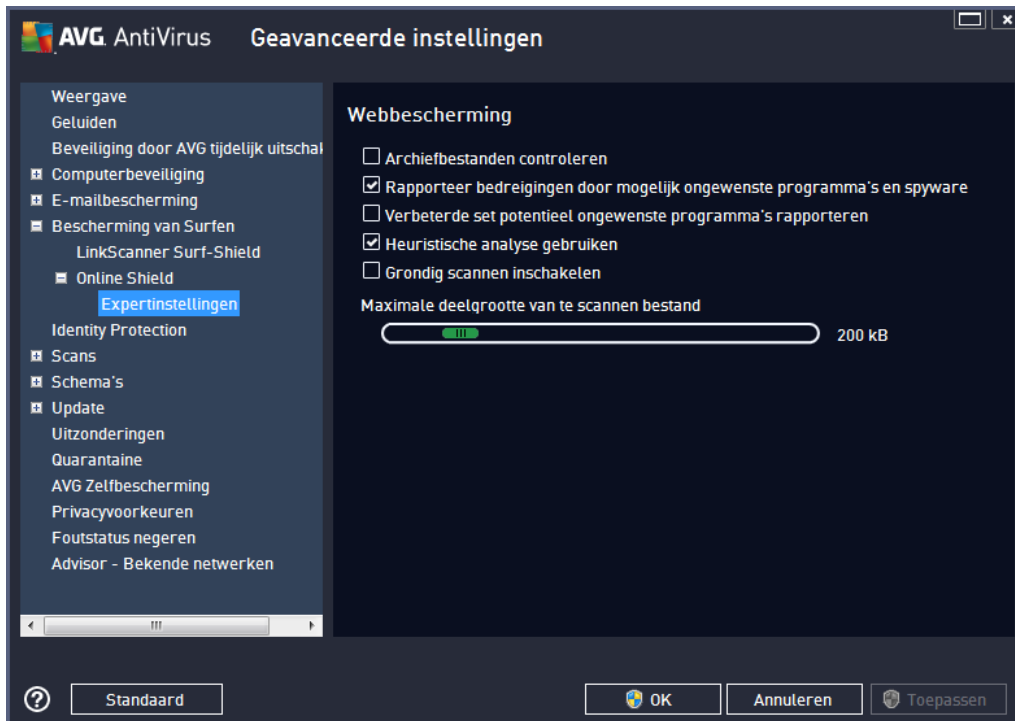 AVG. AntiVirus Geavanceerde instellingen
Weergave
Geluiden
Beveiliging door AVG tijdelijk uitschak
Computerbeveiliging
E-mailbescherming
Bescherming van Surfen
LinkScanner Surf-Shield
Online Shield
Expertinstellingen
Identity Protection
Scans
Schema's
Update
Uitzonderingen
Quarantaine
AVG Zelfbescherming
Privacyvoorkeuren
Foutstatus negeren
Advisor - Bekende netwerken
Webbescherming
Archiefbestanden controleren
Rapporteer bedreigingen door mogelijk ongewenste programma's en spyware
Verbeterde set potentieel ongewenste programma's rapporteren
Heuristische analyse gebruiken
Grondig scannen inschakelen
Maximale deelgrootte van te scannen bestand
200 kB
Standaard
OK
Annuleren
Toepassen